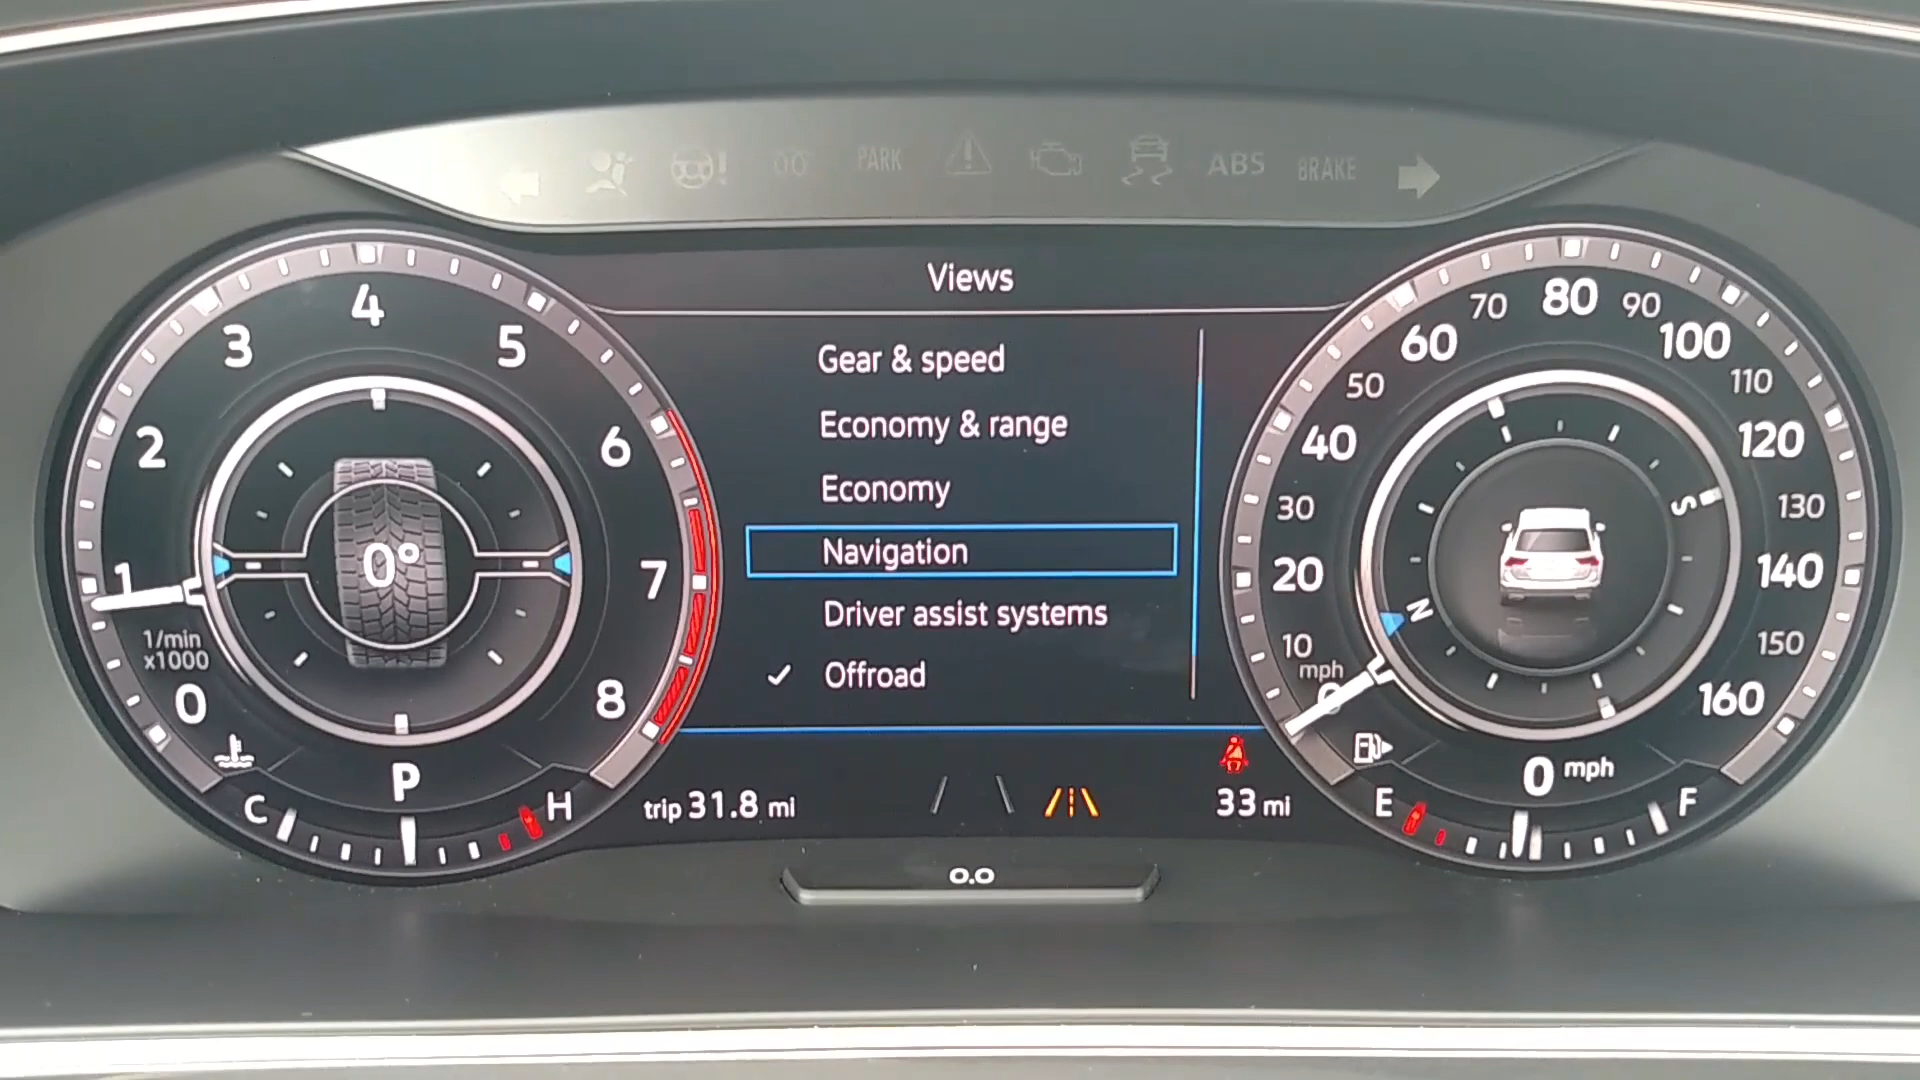 PARK
ABS
BRAKE
Views
Gear & speed
Economy & range
Economy
Navigation
Driver assist systems
Offroad
0
1
2
3
4
5
6
7
8
1/min
x1000
0°
P
C
H
trip 31.8 mi
33 mi
0.0
0
10
20
30
40
50
60
70
80
90
100
110
120
130
140
150
160
mph
N
S
0 mph
E
F